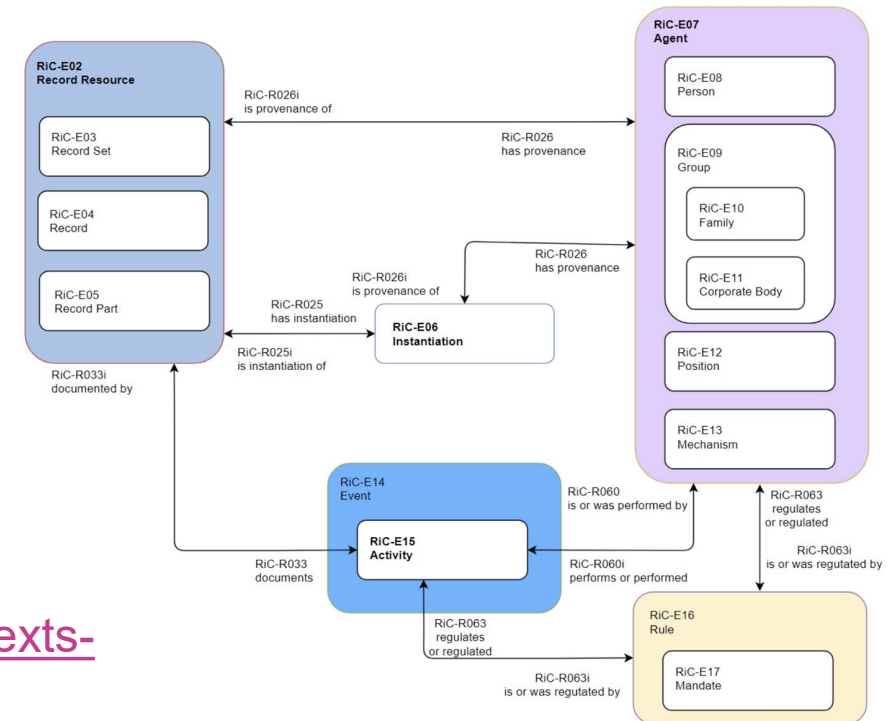 RiC-E07
Agent
RiC-E08
Person
RiC-E09
Group
RiC-E10
Family
RiC-E11
Corporate Body
RiC-E12
Position
RiC-E13
Mechanism
RiC-E02
Record Resource
RiC-E03
Record Set
RiC-E04
Record
RiC-E05
Record Part
RiC-R026i
is provenance of
RiC-R026
has provenance
RiC-R026
has provenance
RiC-R026i
is provenance of
RiC-R025
has instantiation
RiC-R025i
is instantiation of
RiC-E06
Instantiation
RiC-R033i
documented by
RiC-E14
Event
RiC-E15
Activity
RiC-R033
documents
RiC-R060
is or was performed by
RiC-R060i
performs or performed
RiC-R063
regulates
or regulated
RiC-R063i
is or was regutated by
RiC-R063
regulates
or regulated
RiC-R063i
is or was regutated by
RiC-E16
Rule
RiC-E17
Mandate
exts-